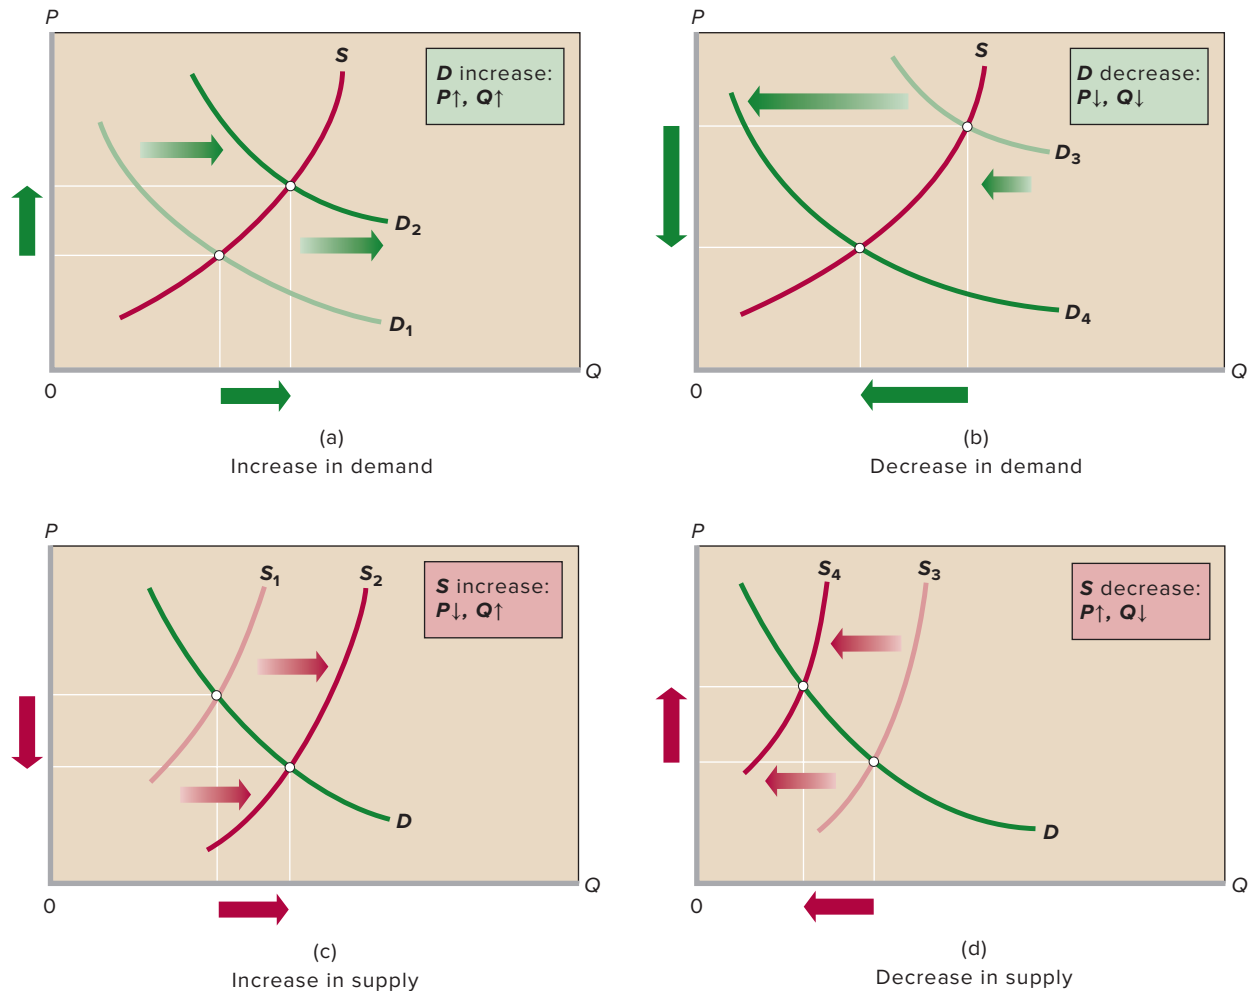 P
S
D increase:
P↑, Q↑
D₂
D₁
0
Q
(a)
Increase in demand
P
S
D decrease:
P↓, Q↓
D₃
D₄
0
Q
(b)
Decrease in demand
P
S₁
S₂
S increase:
P↓, Q↑
D
0
Q
(c)
Increase in supply
P
S₄
S₃
S decrease:
P↑, Q↓
D
0
Q
(d)
Decrease in supply